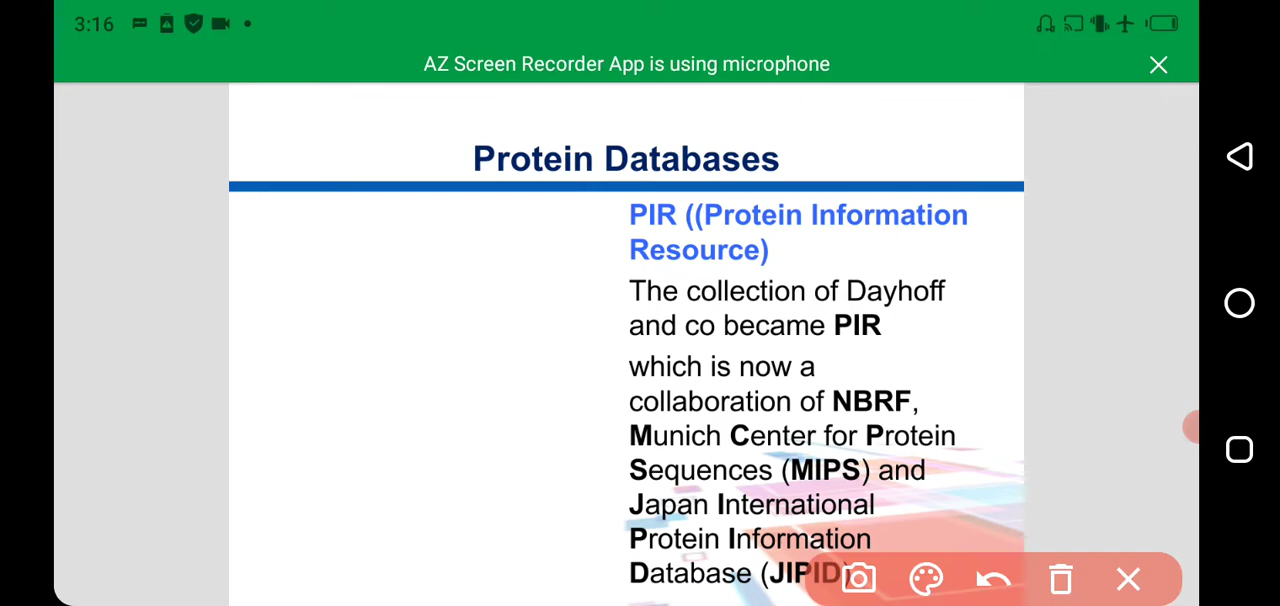 3:16
AZ Screen Recorder App is using microphone
Protein Databases
PIR ((Protein Information
Resource)
The collection of Dayhoff
and co became PIR
which is now a
collaboration of NBRF,
Munich Center for Protein
Sequences (MIPS) and
Japan International
Protein Information
Database (JIPID)